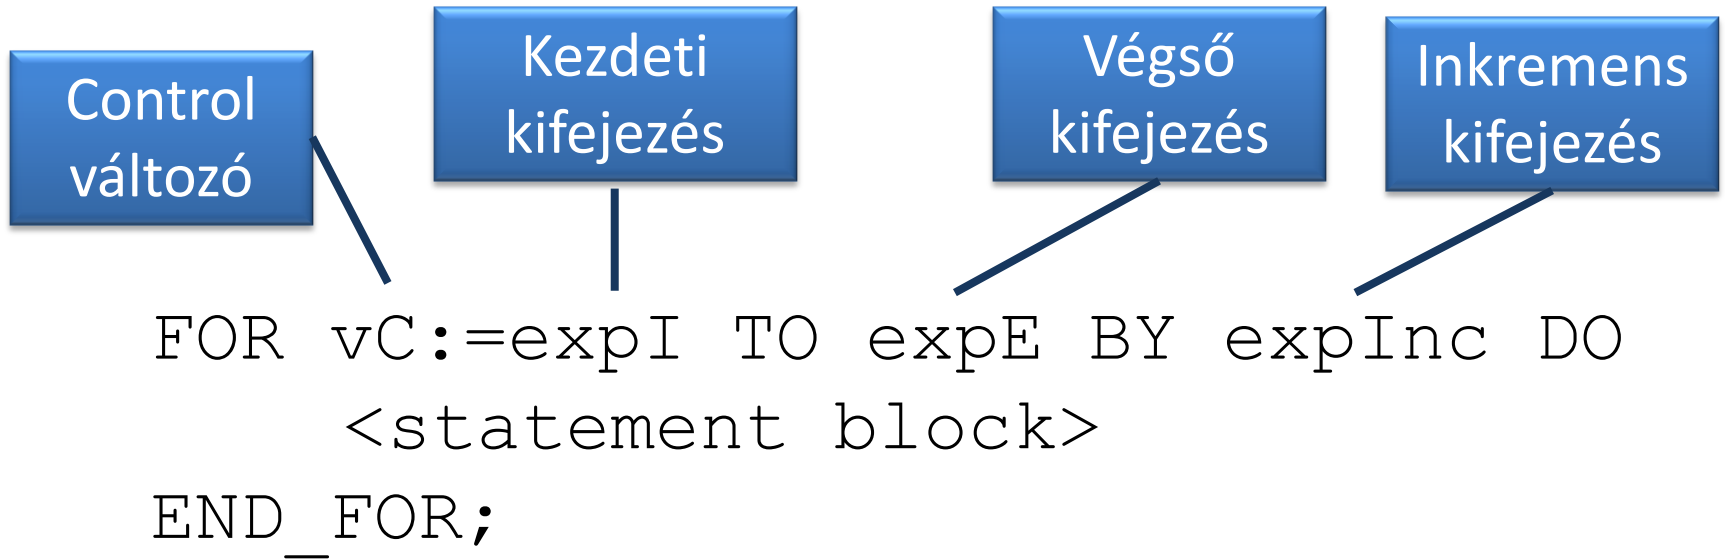 Control
változó
Kezdeti
kifejezés
Végső
kifejezés
Inkremens
kifejezés
FOR vC:=expI TO expE BY expInc DO
<statement block>
END_FOR;